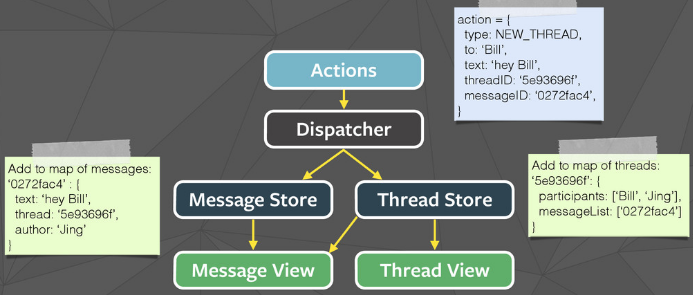 action = {
type: NEW_THREAD,
to: ‘Bill’,
text: ‘hey Bill’,
threadID: ‘5e93696f’,
messageID: ‘0272fac4’,
}
Actions
Dispatcher
Add to map of messages:
‘0272fac4’ : {
text: ‘hey Bill’,
thread: ‘5e93696f’,
author: ‘Jing’
}
Message Store
Thread Store
Add to map of threads:
‘5e93696f’: {
participants: [‘Bill’, ‘Jing’],
messageList: [‘0272fac4’]
}
Message View
Thread View